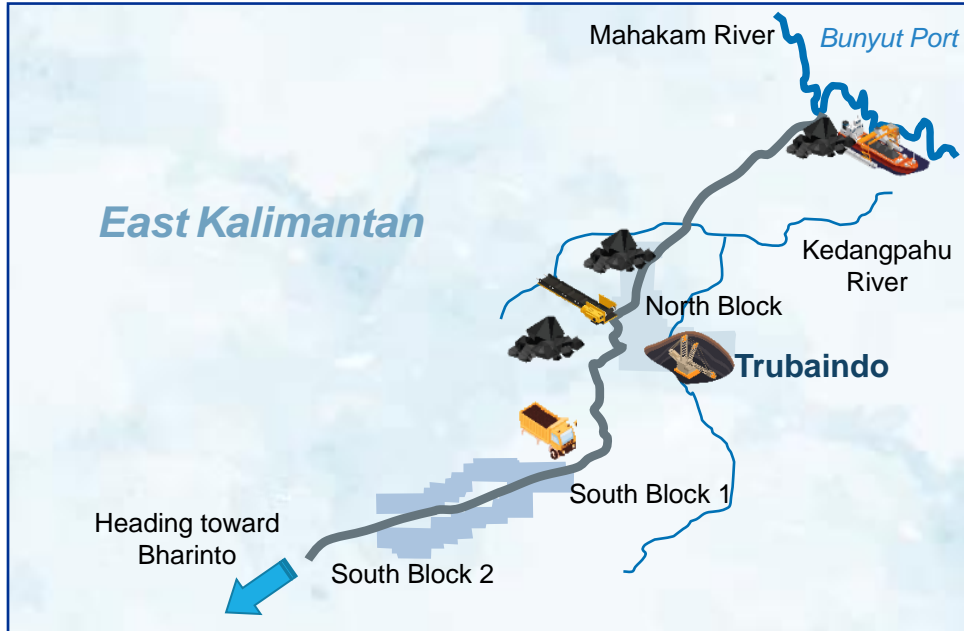 Mahakam River
Bunyut Port
East Kalimantan
Kedangpahu
River
North Block
Trubaindo
South Block 1
Heading toward
Bharinto
South Block 2